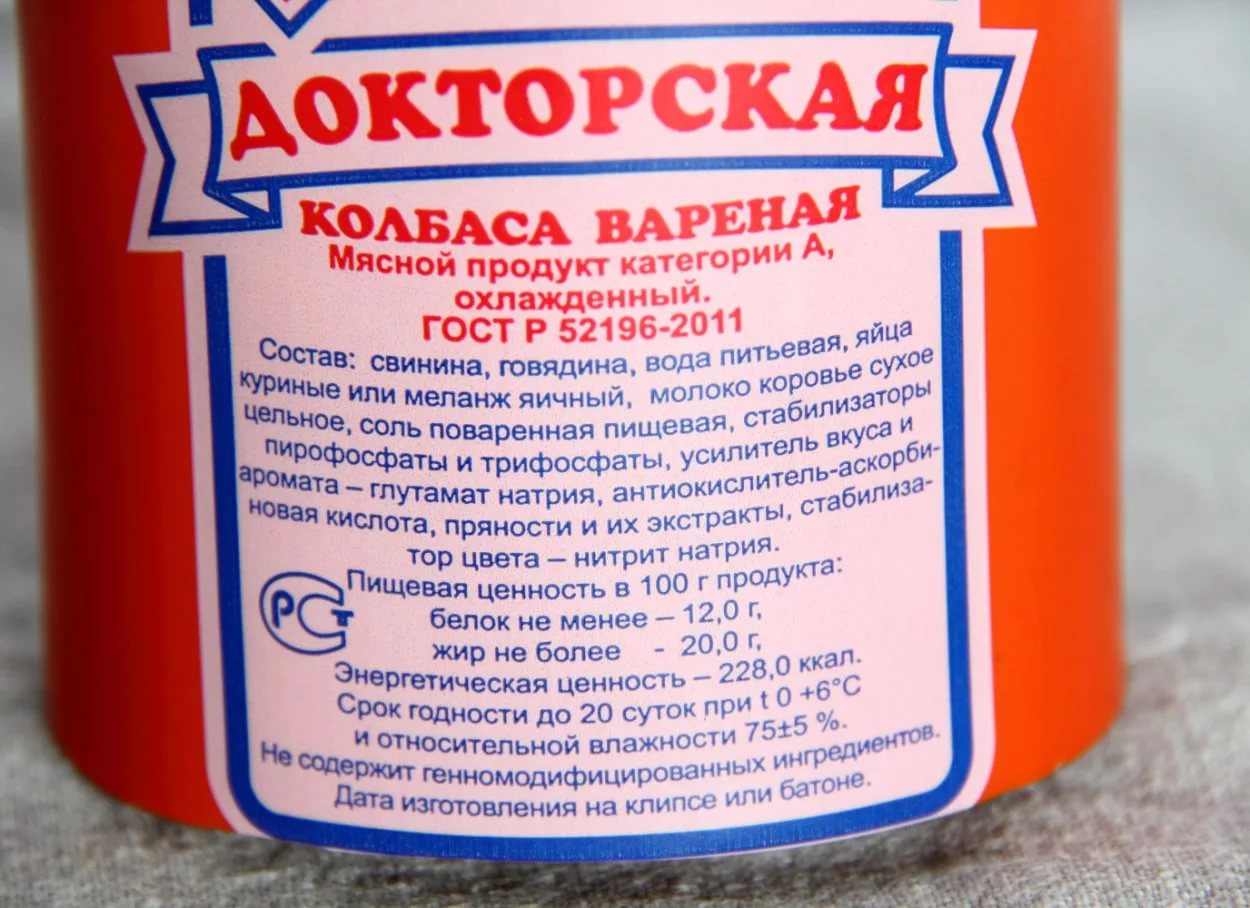 ДОКТОРСКАЯ
КОЛБАСА ВАРЕНАЯ
Мясной продукт категории А,
охлажденный.
ГОСТ Р 52196-2011
Состав: свинина, говядина, вода питьевая, яйца
куриные или меланж яичный, молоко коровье сухое
цельное, соль поваренная пищевая, стабилизаторы
пирофосфаты и трифосфаты, усилитель вкуса и
аромата – глутамат натрия, антиокислитель-аскорби-
новая кислота, пряности и их экстракты, стабилиза-
тор цвета – нитрит натрия.
Пищевая ценность в 100 г продукта:
белок не менее – 12,0 г,
жир не более - 20,0 г,
РСТ
Энергетическая ценность – 228,0 ккал.
Срок годности до 20 суток при t 0 +6°С
и относительной влажности 75±5 %.
Не содержит генномодифицированных ингредиентов.
Дата изготовления на клипсе или батоне.